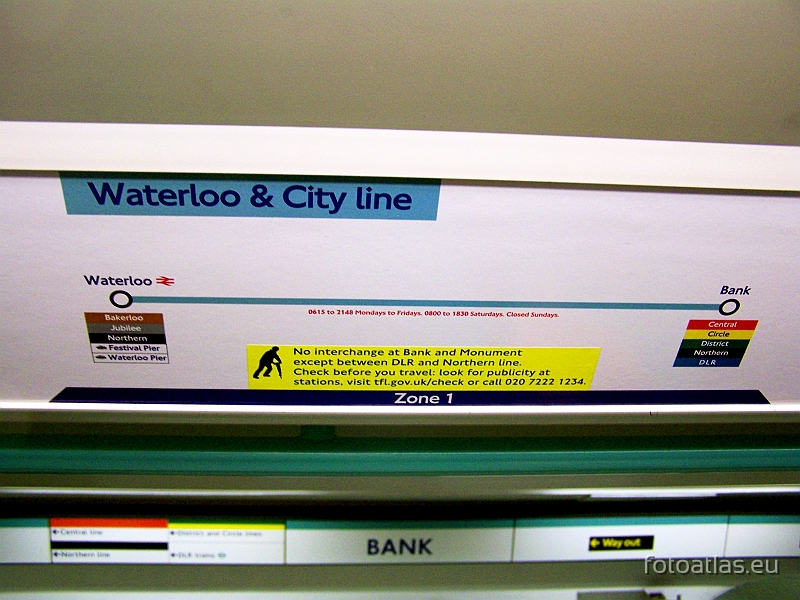 Waterloo & City line
Waterloo
Bank
0615 to 2148 Mondays to Fridays. 0800 to 1830 Saturdays. Closed Sundays.
Bakerloo
Jubilee
Northern
Festival Pier
Waterloo Pier
Central
Circle
District
Northern
DLR
No interchange at Bank and Monument
except between DLR and Northern line.
Check before you travel: look for publicity at
stations, visit tfl.gov.uk/check or call 020 7222 1234.
Zone 1
Central line
District and Circle lines
Northern line
DLR trains
BANK
Way out
fotoatlas.eu